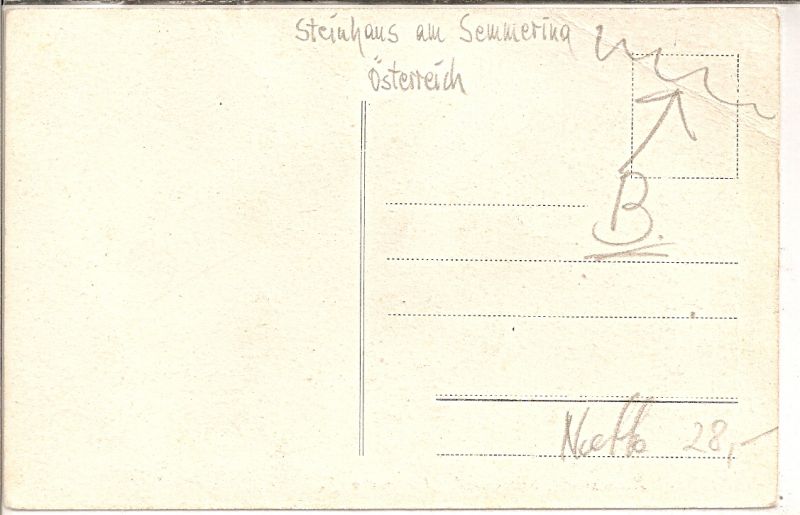 Steinhaus am Semmering
Österreich
B.
Netto 28,-